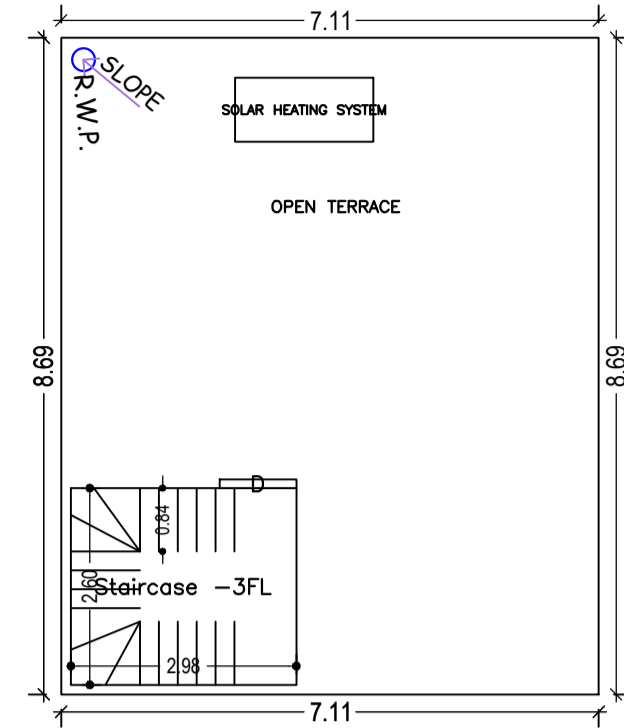 7.11
SLOPE
R.W.P.
SOLAR HEATING SYSTEM
OPEN TERRACE
8.69
8.69
D
0.84
2.60
Staircase -3FL
2.98
7.11